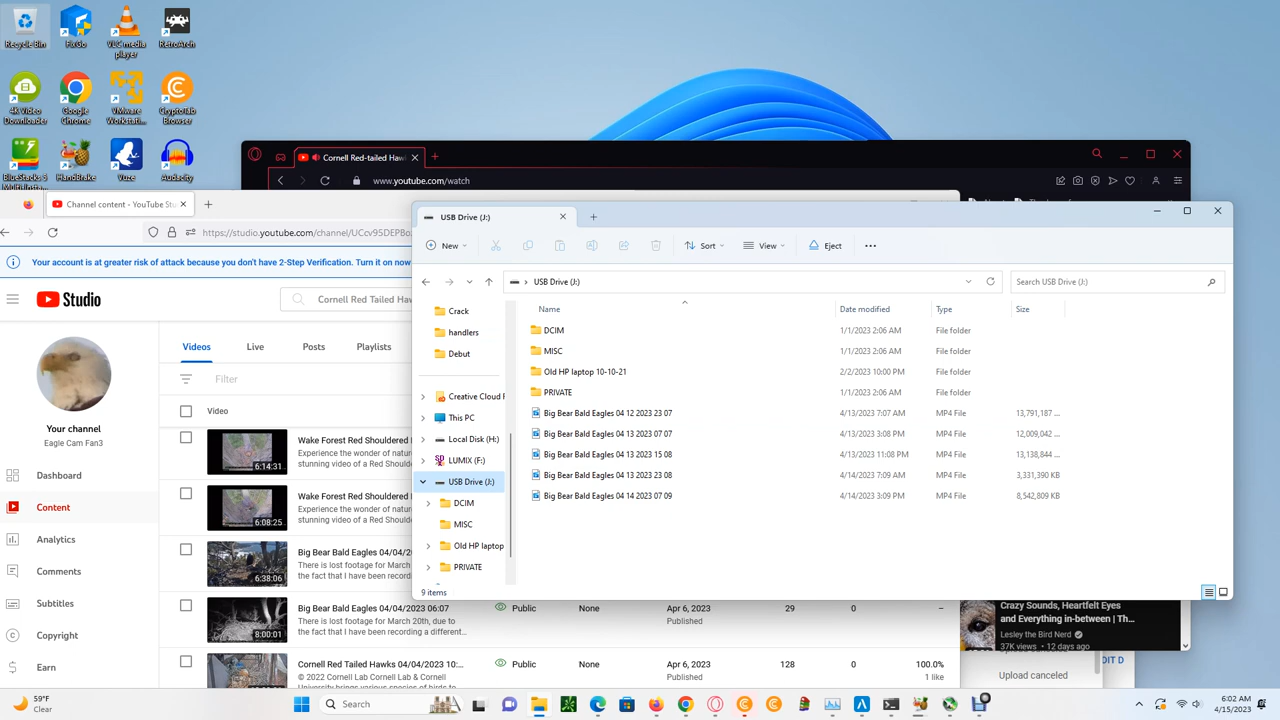 Recycle Bin
FixGo
VLC media
player
RetroArch
4K Video
Downloader
Google
Chrome
VMware
Workstati...
CryptoTab
Browser
BlueStacks 5
HandBrake
Vuze
Audacity
Cornell Red-tailed Hawk
www.youtube.com/watch
Channel content - YouTube Stu
https://studio.youtube.com/channel/UCcv95DEPBo
Your account is at greater risk of attack because you don't have 2-Step Verification. Turn it on now
Studio
Cornell Red Tailed Haw
Your channel
Eagle Cam Fan3
Dashboard
Content
Analytics
Comments
Subtitles
Copyright
Earn
Videos
Live
Posts
Playlists
Filter
Video
Wake Forest Red Shouldered
Experience the wonder of natur
stunning video of a Red Shoulde
6:14:31
Wake Forest Red Shouldered
Experience the wonder of natur
stunning video of a Red Shoulde
6:08:25
Big Bear Bald Eagles 04/04/20
There is lost footage for March
the fact that I have been record
6:38:06
Big Bear Bald Eagles 04/04/2023 06:07
There is lost footage for March 20th, due to
the fact that I have been recording a different...
8:00:01
Public
None
Apr 6, 2023
Published
29
0
–
Cornell Red Tailed Hawks 04/04/2023 10:...
© 2022 Cornell Lab Cornell Lab & Cornell
University brings various species of birds to
Public
None
Apr 6, 2023
Published
128
0
100.0%
1 like
USB Drive (J:)
New
Sort
View
Eject
USB Drive (J:)
Search USB Drive (J:)
Crack
handlers
Debut
Creative Cloud F
This PC
Local Disk (H:)
LUMIX (F:)
USB Drive (J:)
DCIM
MISC
Old HP laptop
PRIVATE
Name
Date modified
Type
Size
DCIM
1/1/2023 2:06 AM
File folder
MISC
1/1/2023 2:06 AM
File folder
Old HP laptop 10-10-21
2/2/2023 10:00 PM
File folder
PRIVATE
1/1/2023 2:06 AM
File folder
Big Bear Bald Eagles 04 12 2023 23 07
4/13/2023 7:07 AM
MP4 File
13,791,187 ...
Big Bear Bald Eagles 04 13 2023 07 07
4/13/2023 3:08 PM
MP4 File
12,009,042 ...
Big Bear Bald Eagles 04 13 2023 15 08
4/13/2023 11:08 PM
MP4 File
13,138,844 ...
Big Bear Bald Eagles 04 13 2023 23 08
4/14/2023 7:09 AM
MP4 File
3,331,390 KB
Big Bear Bald Eagles 04 14 2023 07 09
4/14/2023 3:09 PM
MP4 File
8,542,809 KB
9 items
Crazy Sounds, Heartfelt Eyes
and Everything in-between | Th...
Lesley the Bird Nerd
37K views • 12 days ago
DIT D
Upload canceled
59°F
Clear
Search
6:02 AM
4/15/2023